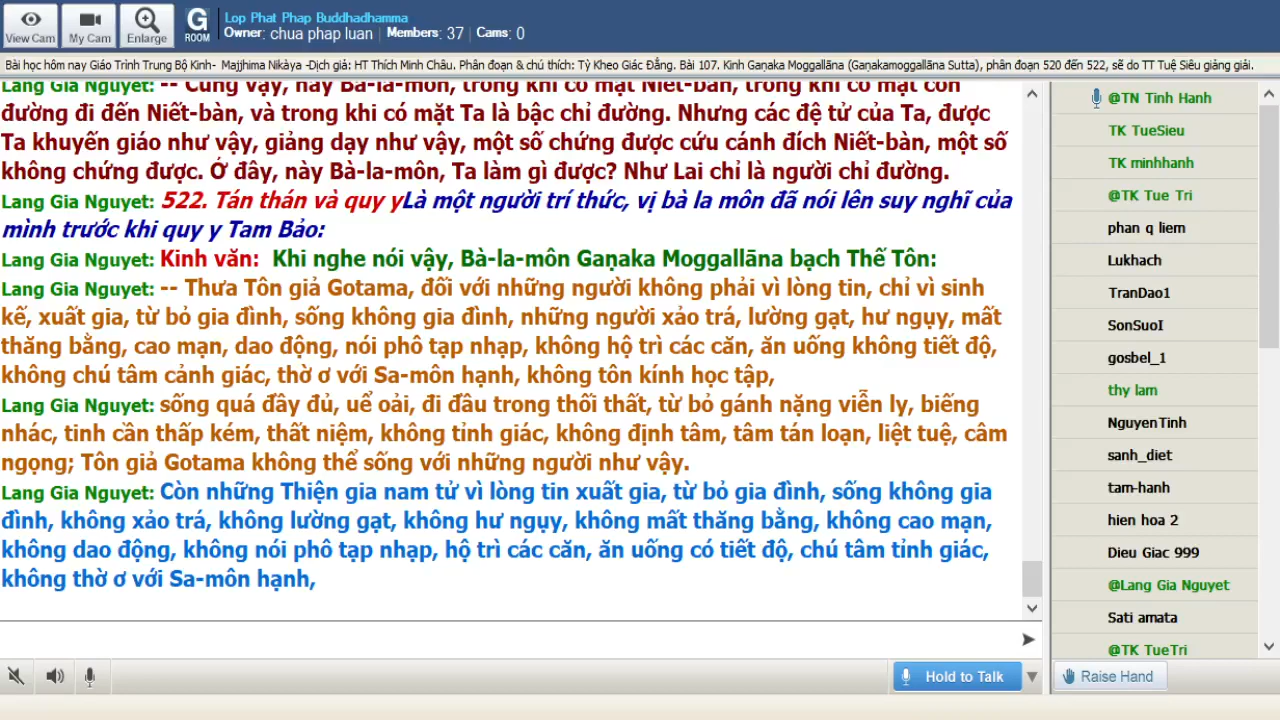 View Cam
My Cam
Enlarge
G
ROOM
Lop Phat Phap Buddhadhamma
Owner: chua phap luan | Members: 37 | Cams: 0
Bài học hôm nay Giáo Trình Trung Bộ Kinh- Majjhima Nikàya -Dịch giả: HT Thích Minh Châu. Phân đoạn & chú thích: Tỳ Kheo Giác Đẳng. Bài 107. Kinh Gaṇaka Moggallāna (Gaṇakamoggallāna Sutta), phân đoạn 520 đến 522, sẽ do TT Tuệ Siêu giảng giải.
Lang Gia Nguyet: -- Cũng vậy, này Bà-la-môn, trong khi có mặt Niết-bàn, trong khi có mặt con
đường đi đến Niết-bàn, và trong khi có mặt Ta là bậc chỉ đường. Nhưng các đệ tử của Ta, được
Ta khuyến giáo như vậy, giảng dạy như vậy, một số chứng được cứu cánh đích Niết-bàn, một số
không chứng được. Ở đây, này Bà-la-môn, Ta làm gì được? Như Lai chỉ là người chỉ đường.
Lang Gia Nguyet: 522. Tán thán và quy yLà một người trí thức, vị bà la môn đã nói lên suy nghĩ của
mình trước khi quy y Tam Bảo:
Lang Gia Nguyet: Kinh văn: Khi nghe nói vậy, Bà-la-môn Gaṇaka Moggallāna bạch Thế Tôn:
Lang Gia Nguyet: -- Thưa Tôn giả Gotama, đối với những người không phải vì lòng tin, chỉ vì sinh
kế, xuất gia, từ bỏ gia đình, sống không gia đình, những người xảo trá, lường gạt, hư ngụy, mất
thăng bằng, cao mạn, dao động, nói phô tạp nhạp, không hộ trì các căn, ăn uống không tiết độ,
không chú tâm cảnh giác, thờ ơ với Sa-môn hạnh, không tôn kính học tập,
Lang Gia Nguyet: sống quá đầy đủ, uể oải, đi đầu trong thối thất, từ bỏ gánh nặng viễn ly, biếng
nhác, tinh cần thấp kém, thất niệm, không tỉnh giác, không định tâm, tâm tán loạn, liệt tuệ, câm
ngọng; Tôn giả Gotama không thể sống với những người như vậy.
Lang Gia Nguyet: Còn những Thiện gia nam tử vì lòng tin xuất gia, từ bỏ gia đình, sống không gia
đình, không xảo trá, không lường gạt, không hư ngụy, không mất thăng bằng, không cao mạn,
không dao động, không nói phô tạp nhạp, hộ trì các căn, ăn uống có tiết độ, chú tâm tỉnh giác,
không thờ ơ với Sa-môn hạnh,
@TN Tinh Hanh
TK TueSieu
TK minhhanh
@TK Tue Tri
phan q liem
Lukhach
TranDao1
SonSuoI
gosbel_1
thy lam
NguyenTinh
sanh_diet
tam-hanh
hien hoa 2
Dieu Giac 999
@Lang Gia Nguyet
Sati amata
@TK TueTri
Hold to Talk
Raise Hand